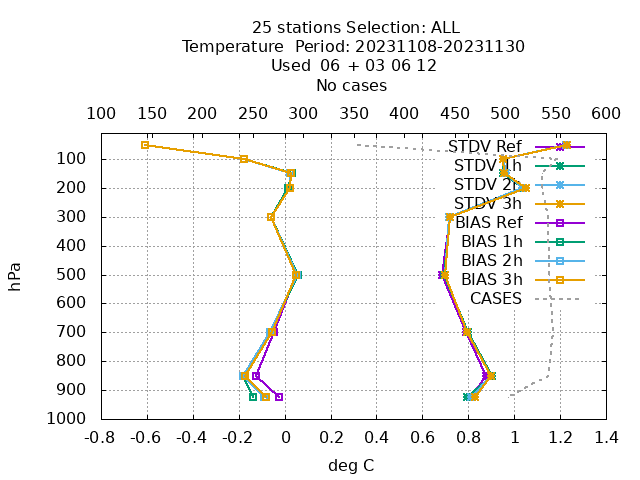 25 stations Selection: ALL
Temperature  Period: 20231108-20231130
Used  06 + 03 06 12
No cases
100 150 200 250 300 350 400 450 500 550 600
STDV Ref
STDV 1h
STDV 2h
STDV 3h
BIAS Ref
BIAS 1h
BIAS 2h
BIAS 3h
CASES
hPa
100
200
300
400
500
600
700
800
900
1000
-0.8 -0.6 -0.4 -0.2 0 0.2 0.4 0.6 0.8 1 1.2 1.4
deg C